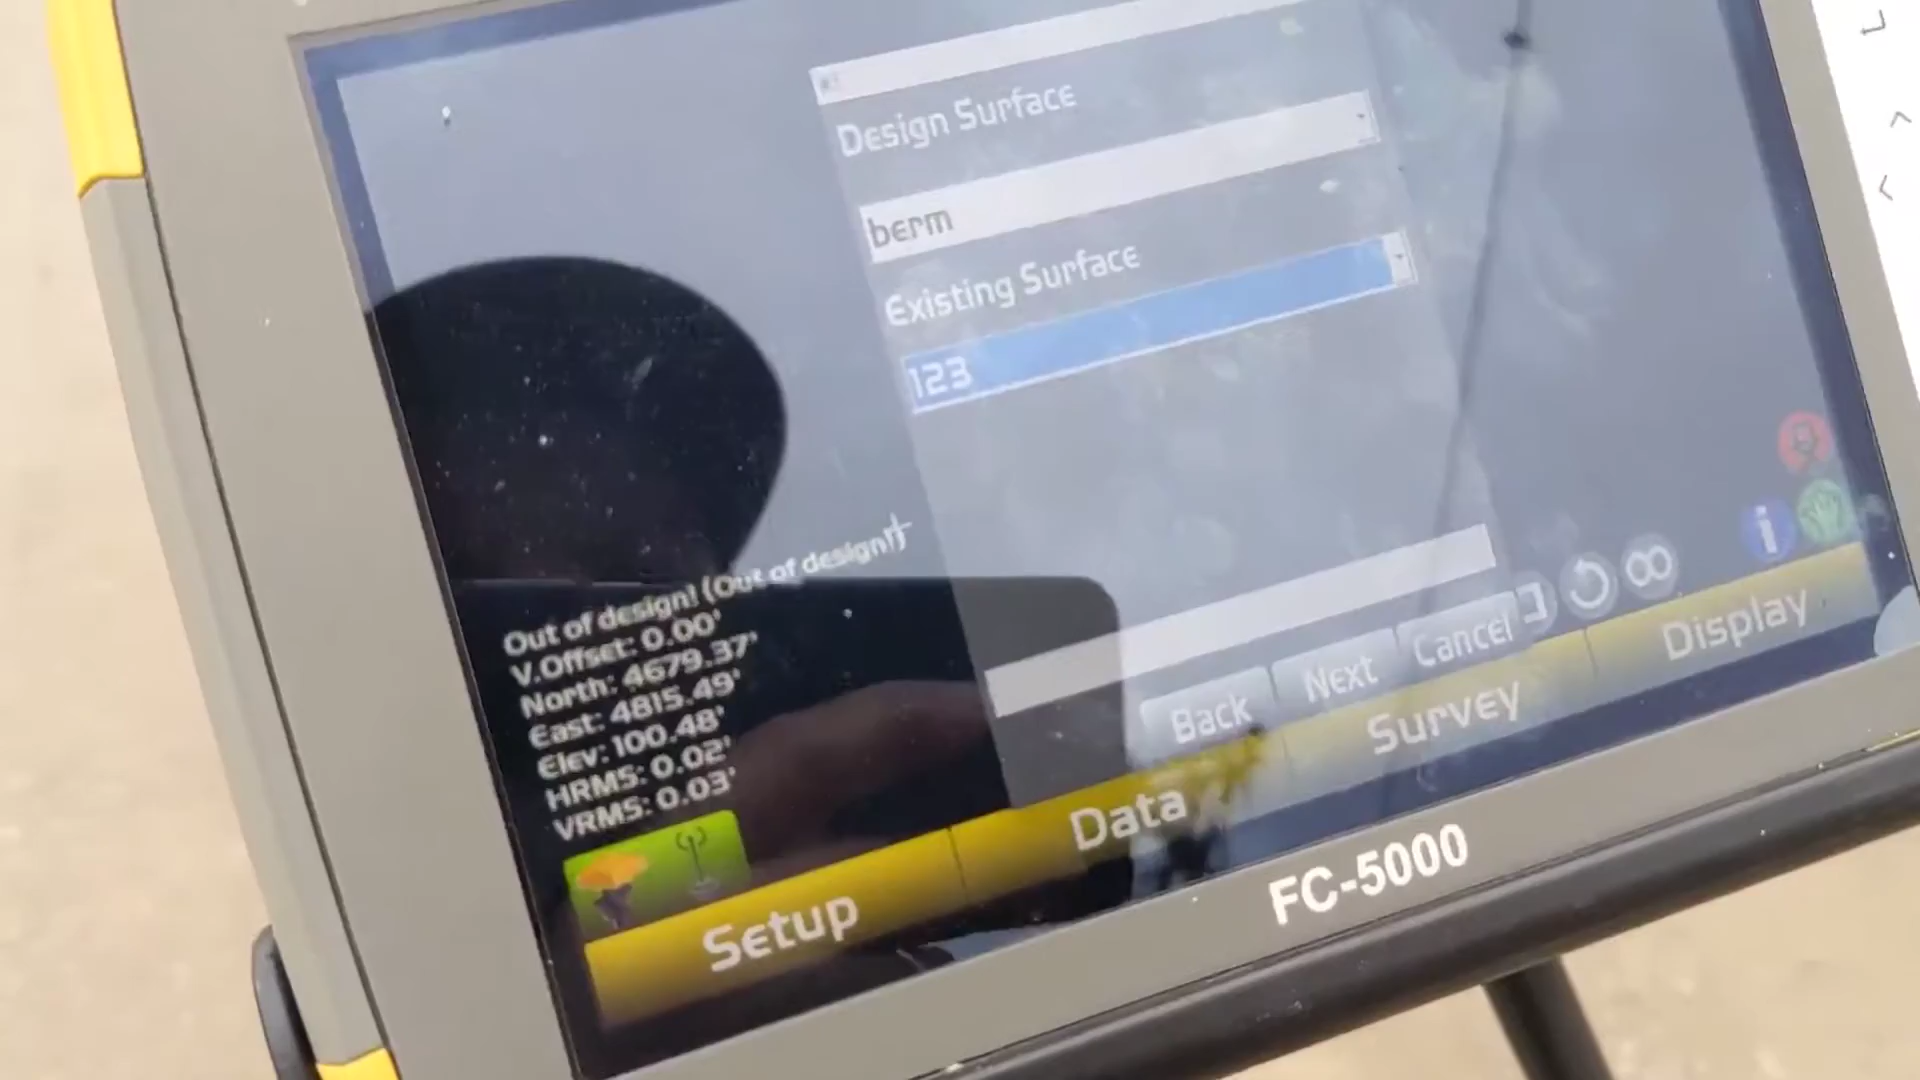 Design Surface
berm
Existing Surface
123
Out of design! (Out of design!)
V.Offset: 0.00'
North: 4679.37'
East: 4815.49'
Elev: 100.48'
HRMS: 0.02'
VRMS: 0.03'
Back Next Cancel
Setup Data Survey Display
FC-5000